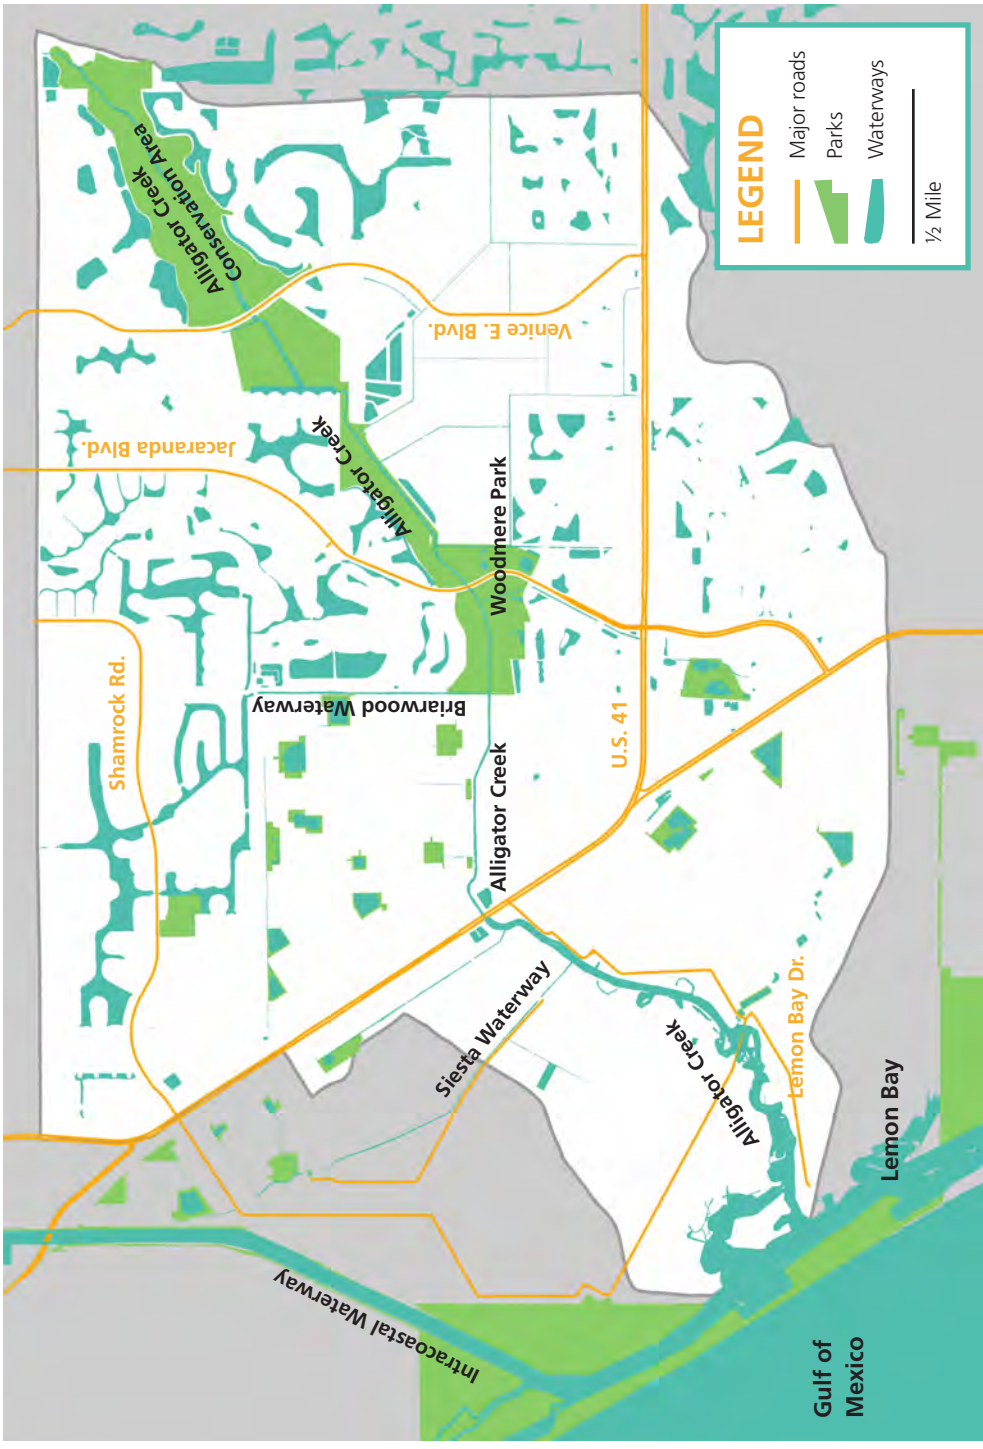 Alligator Creek
Conservation Area
Venice E. Blvd.
Jacaranda Blvd.
Alligator Creek
Woodmere Park
Shamrock Rd.
Briarwood Waterway
U.S. 41
Alligator Creek
Siesta Waterway
Alligator Creek
Lemon Bay Dr.
Lemon Bay
Intracoastal Waterway
Gulf of
Mexico
LEGEND
Major roads
Parks
Waterways
½ Mile